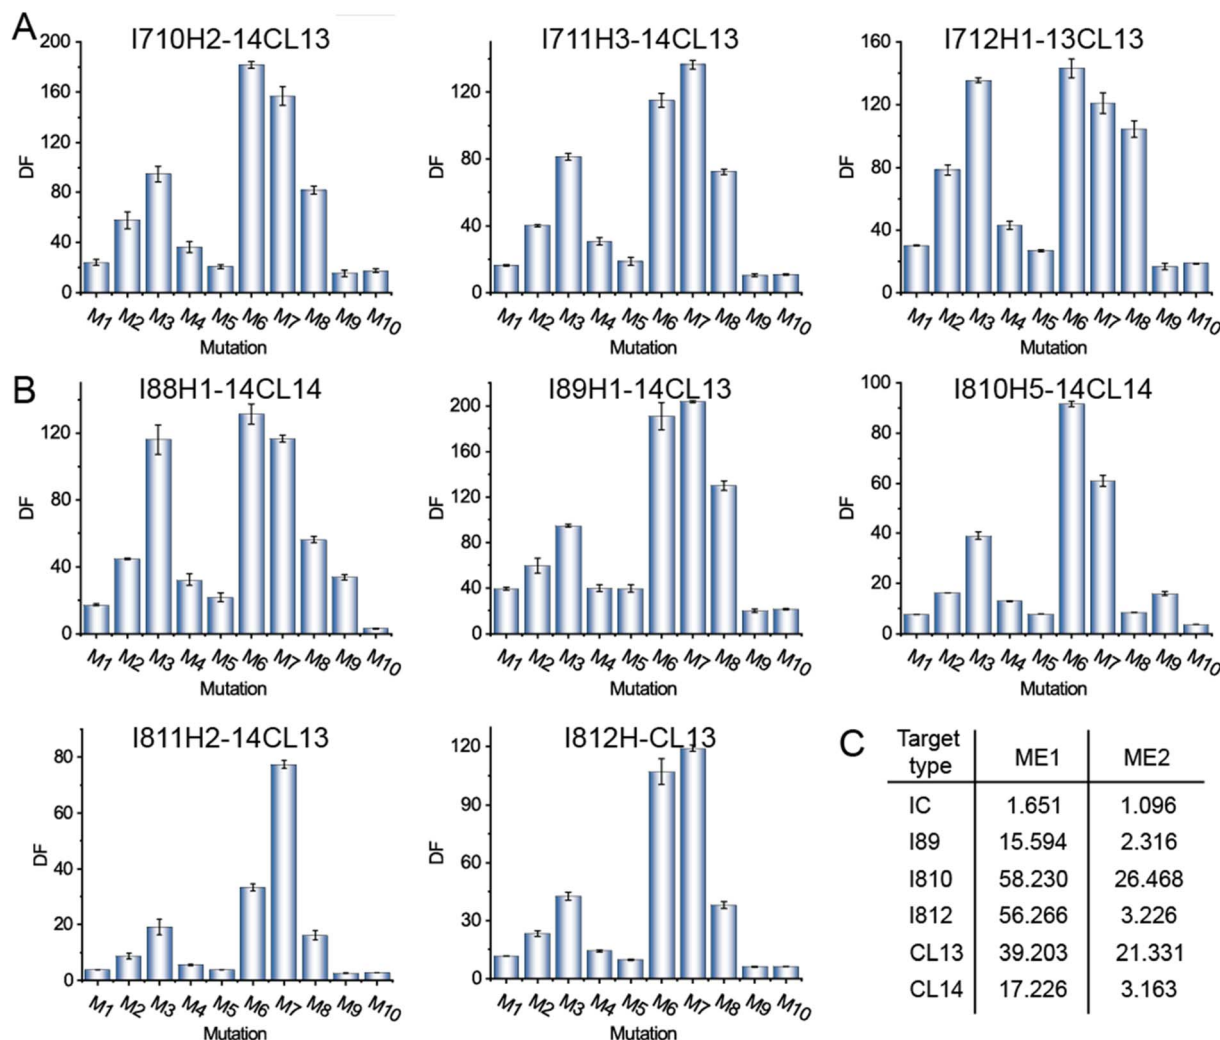 A
I710H2-14CL13
DF
200
160
120
80
40
0
M1 M2 M3 M4 M5 M6 M7 M8 M9 M10
Mutation
I711H3-14CL13
DF
120
80
40
0
M1 M2 M3 M4 M5 M6 M7 M8 M9 M10
Mutation
I712H1-13CL13
DF
160
120
80
40
0
M1 M2 M3 M4 M5 M6 M7 M8 M9 M10
Mutation
B
I88H1-14CL14
DF
120
80
40
0
M1 M2 M3 M4 M5 M6 M7 M8 M9 M10
Mutation
I89H1-14CL13
DF
200
160
120
80
40
0
M1 M2 M3 M4 M5 M6 M7 M8 M9 M10
Mutation
I810H5-14CL14
DF
100
80
60
40
20
0
M1 M2 M3 M4 M5 M6 M7 M8 M9 M10
Mutation
I811H2-14CL13
DF
80
60
40
20
0
M1 M2 M3 M4 M5 M6 M7 M8 M9 M10
Mutation
I812H-CL13
DF
120
90
60
30
0
M1 M2 M3 M4 M5 M6 M7 M8 M9 M10
Mutation
C
Target type ME1 ME2
IC 1.651 1.096
I89 15.594 2.316
I810 58.230 26.468
I812 56.266 3.226
CL13 39.203 21.331
CL14 17.226 3.163